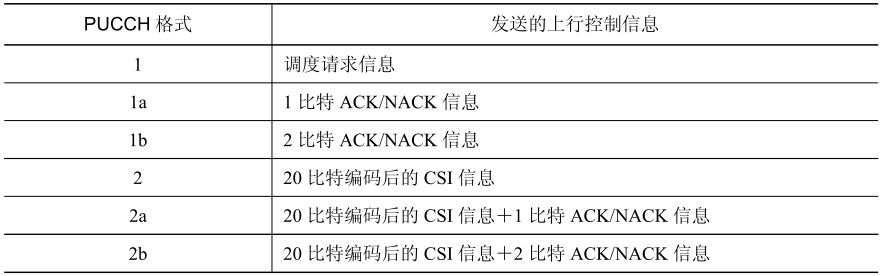 PUCCH 格式 发送的上行控制信息
1 调度请求信息
1a 1 比特 ACK/NACK 信息
1b 2 比特 ACK/NACK 信息
2 20 比特编码后的 CSI 信息
2a 20 比特编码后的 CSI 信息＋1 比特 ACK/NACK 信息
2b 20 比特编码后的 CSI 信息＋2 比特 ACK/NACK 信息